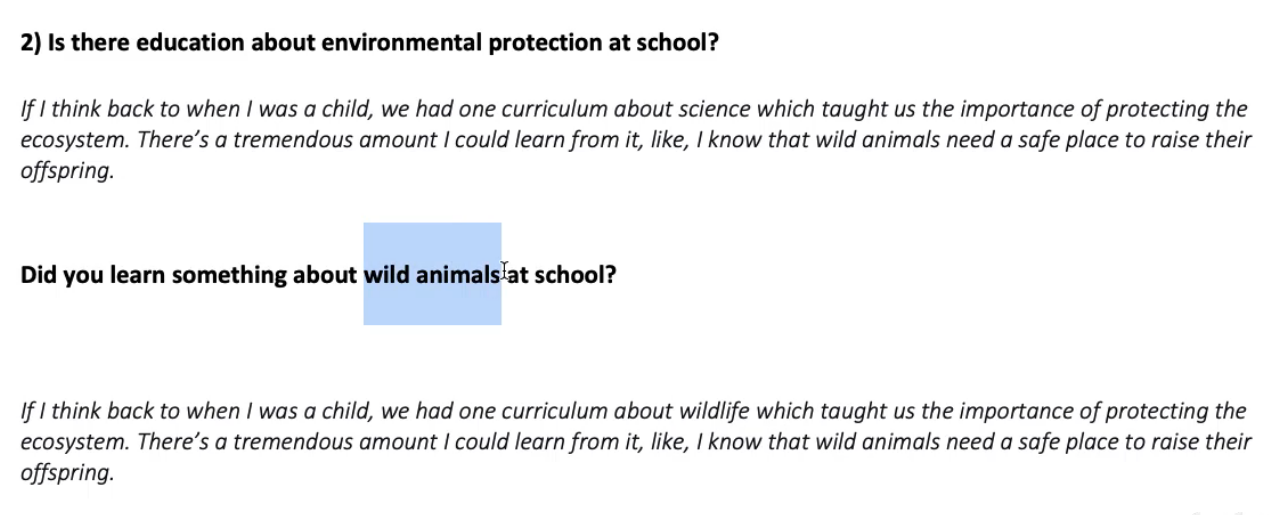 2) Is there education about environmental protection at school?
If I think back to when I was a child, we had one curriculum about science which taught us the importance of protecting the
ecosystem. There’s a tremendous amount I could learn from it, like, I know that wild animals need a safe place to raise their
offspring.
Did you learn something about wild animals at school?
If I think back to when I was a child, we had one curriculum about wildlife which taught us the importance of protecting the
ecosystem. There’s a tremendous amount I could learn from it, like, I know that wild animals need a safe place to raise their
offspring.